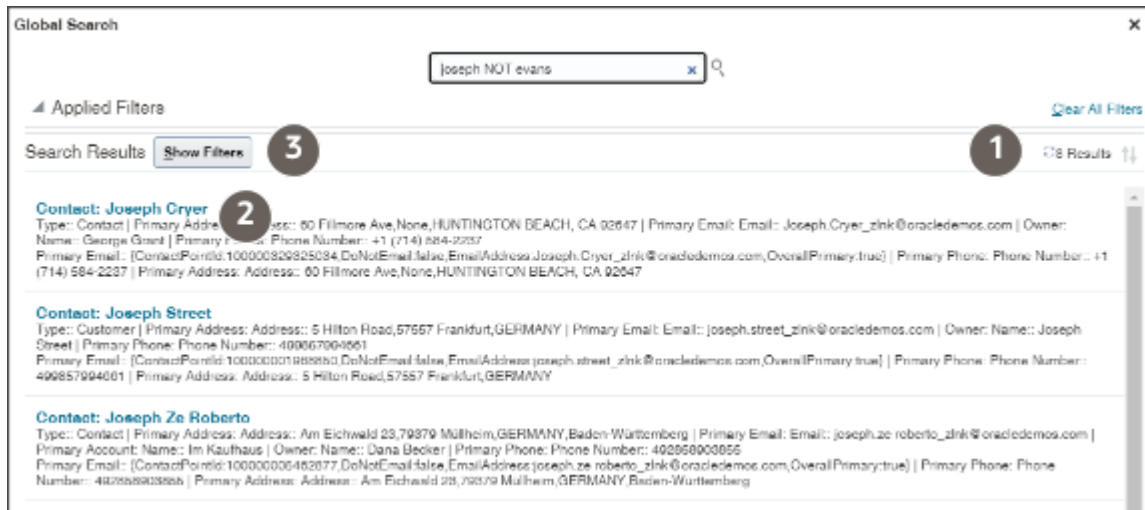 Global Search
joseph NOT evans
Applied Filters
Clear All Filters
Search Results Show Filters 3 1 8 Results
Contact: Joseph Cryer 2
Type:: Contact | Primary Addre ess:: 60 Fillmore Ave,None,HUNTINGTON BEACH, CA 92647 | Primary Email: Email:: Joseph.Cryer_zlnk@oracledemos.com | Owner:
Name:: George Grant | Primary Phone Number:: +1 (714) 584-2237
Primary Email:: {ContactPointId:100000329325034,DoNotEmail:false,EmailAddress:Joseph.Cryer_zlnk@oracledemos.com,OverallPrimary:true} | Primary Phone: Phone Number:: +1
(714) 584-2237 | Primary Address: Address:: 60 Fillmore Ave,None,HUNTINGTON BEACH, CA 92647
Contact: Joseph Street
Type:: Customer | Primary Address: Address:: 5 Hilton Road,57557 Frankfurt,GERMANY | Primary Email: Email:: joseph.street_zlnk@oracledemos.com | Owner: Name:: Joseph
Street | Primary Phone: Phone Number:: 499857994661
Primary Email:: {ContactPointId:100000001988850,DoNotEmail:false,EmailAddress:joseph.street_zlnk@oracledemos.com,OverallPrimary:true} | Primary Phone: Phone Number::
499857994661 | Primary Address: Address:: 5 Hilton Road,57557 Frankfurt,GERMANY
Contact: Joseph Ze Roberto
Type:: Contact | Primary Address: Address:: Am Eichwald 23,79379 Müllheim,GERMANY,Baden-Württemberg | Primary Email: Email:: joseph.ze roberto_zlnk@oracledemos.com |
Primary Account: Name:: Im Kaufhaus | Owner: Name:: Dana Becker | Primary Phone: Phone Number:: 492858903856
Primary Email:: {ContactPointId:100000006482677,DoNotEmail:false,EmailAddress:joseph.ze roberto_zlnk@oracledemos.com,OverallPrimary:true} | Primary Phone: Phone
Number:: 492858903856 | Primary Address: Address:: Am Eichwald 23,79379 Müllheim,GERMANY,Baden-Württemberg